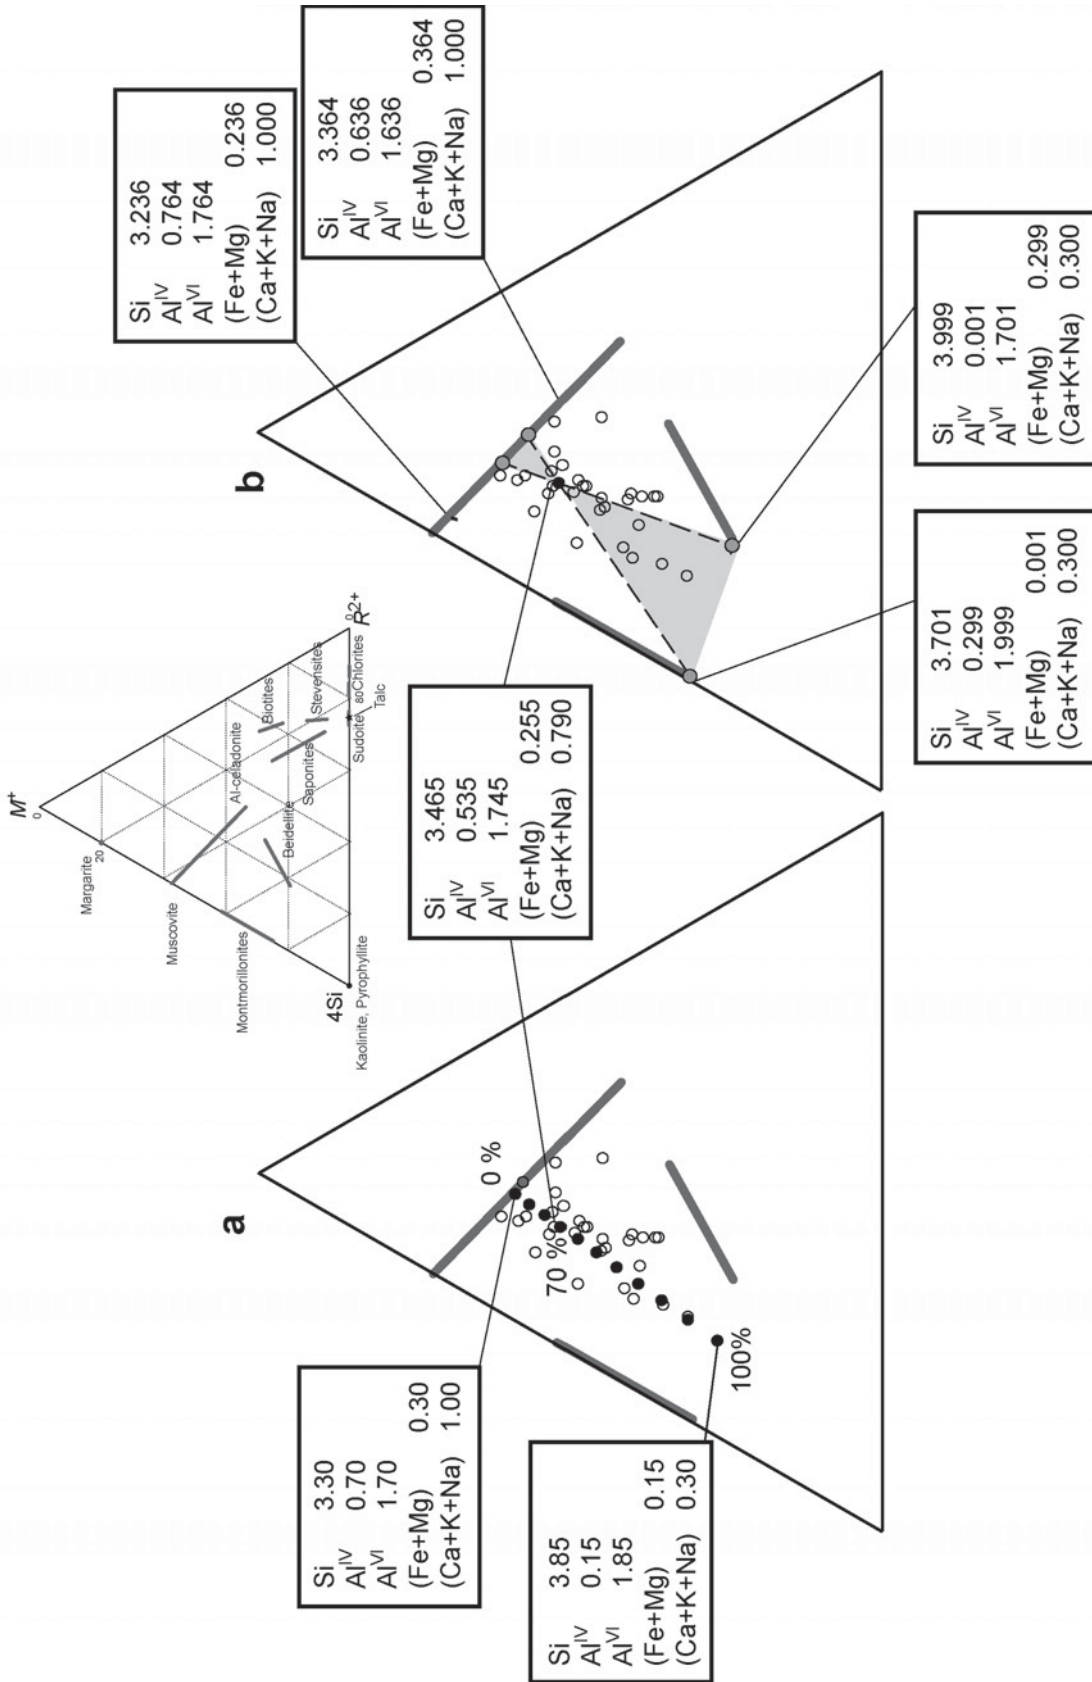 a
Si 3.30
Al^IV 0.70
Al^VI 1.70
(Fe+Mg) 0.30
(Ca+K+Na) 1.00
Si 3.85
Al^IV 0.15
Al^VI 1.85
(Fe+Mg) 0.15
(Ca+K+Na) 0.30
0 %
70 %
100%
Si 3.465
Al^IV 0.535
Al^VI 1.745
(Fe+Mg) 0.255
(Ca+K+Na) 0.790
M+
0
Margarite
20
Muscovite
Al-celadonite
Biotites
Montmorillonites
Beidellite
Saponites
Stevensites
4Si
Sudoite
80
Chlorites
0
R2+
Talc
Kaolinite, Pyrophyllite
b
Si 3.236
Al^IV 0.764
Al^VI 1.764
(Fe+Mg) 0.236
(Ca+K+Na) 1.000
Si 3.364
Al^IV 0.636
Al^VI 1.636
(Fe+Mg) 0.364
(Ca+K+Na) 1.000
Si 3.701
Al^IV 0.299
Al^VI 1.999
(Fe+Mg) 0.001
(Ca+K+Na) 0.300
Si 3.999
Al^IV 0.001
Al^VI 1.701
(Fe+Mg) 0.299
(Ca+K+Na) 0.300